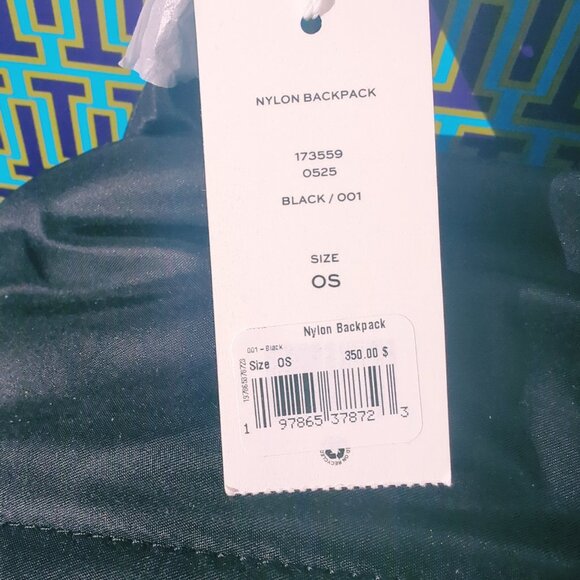 NYLON BACKPACK
173559
0525
BLACK / 001
SIZE
OS
Nylon Backpack
001 - Black
Size OS 350.00 $
1 97865 37872 3